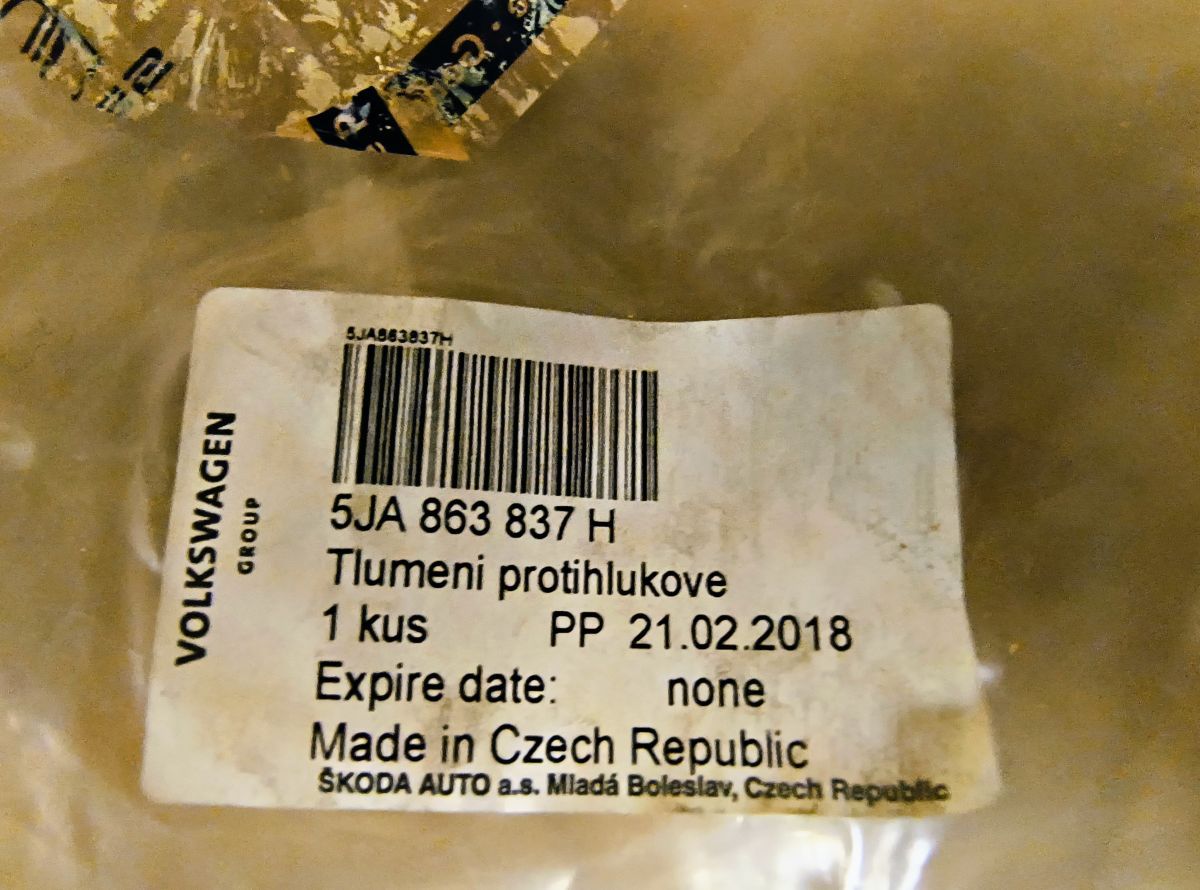 5JA863837H
5JA 863 837 H
Tlumeni protihlukove
1 kus PP 21.02.2018
Expire date: none
Made in Czech Republic
ŠKODA AUTO a.s. Mladá Boleslav, Czech Republic
VOLKSWAGEN
GROUP